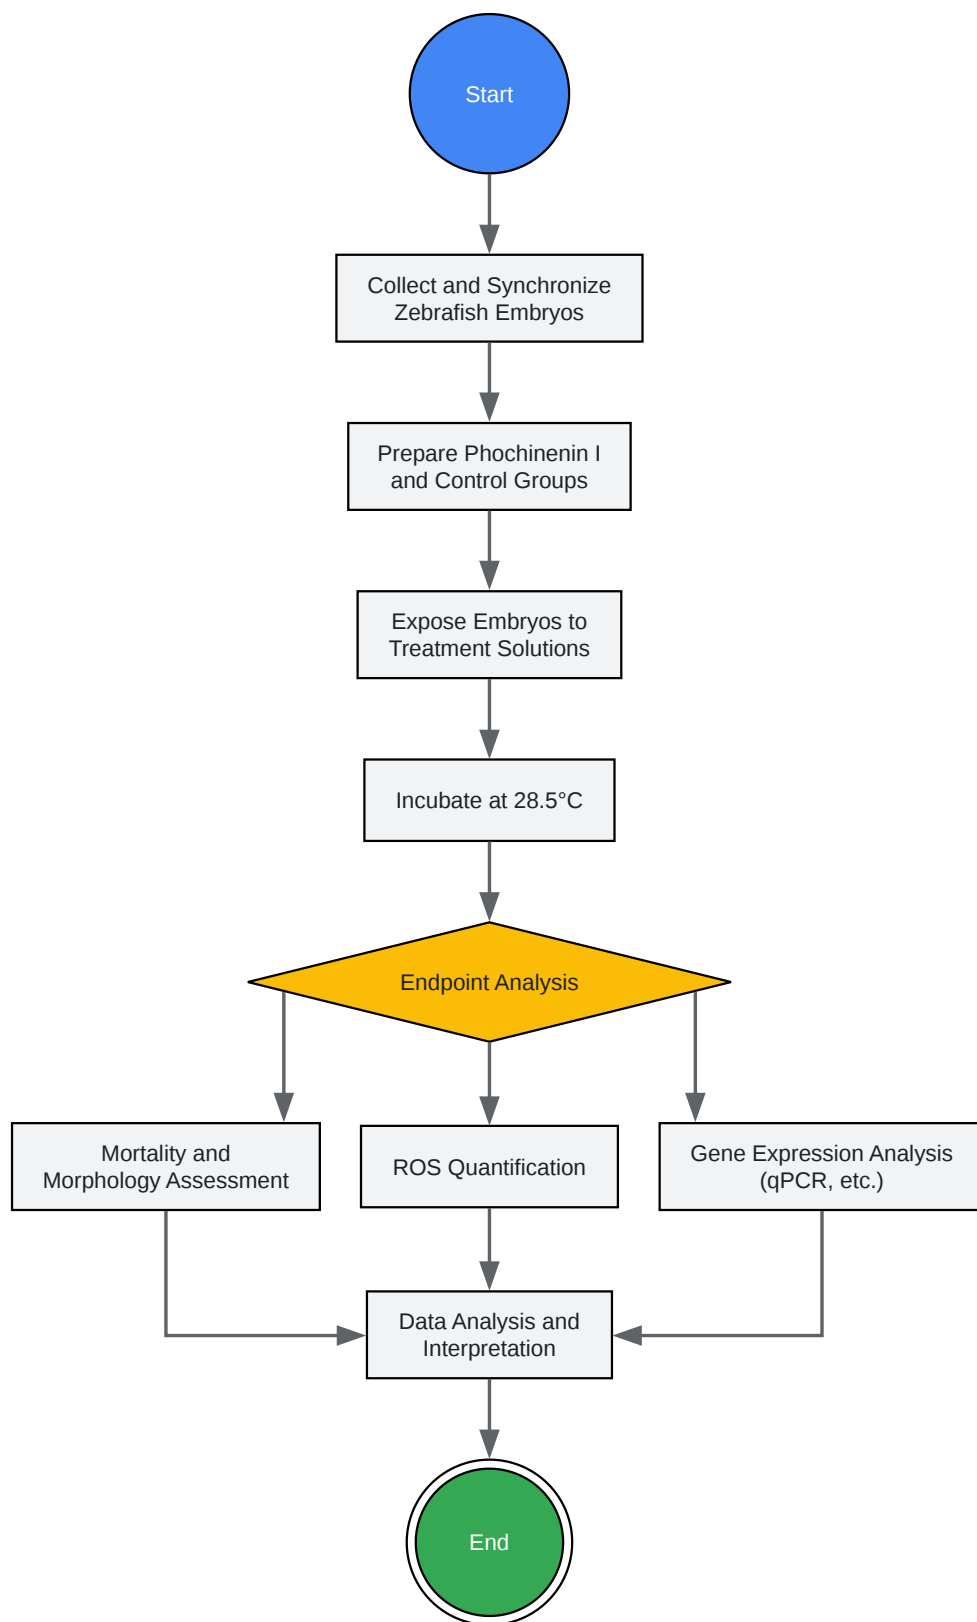 Start
Collect and Synchronize
Zebrafish Embryos
Prepare Phochinenin I
and Control Groups
Expose Embryos to
Treatment Solutions
Incubate at 28.5°C
Endpoint Analysis
Mortality and
Morphology Assessment
ROS Quantification
Gene Expression Analysis
(qPCR, etc.)
Data Analysis and
Interpretation
End